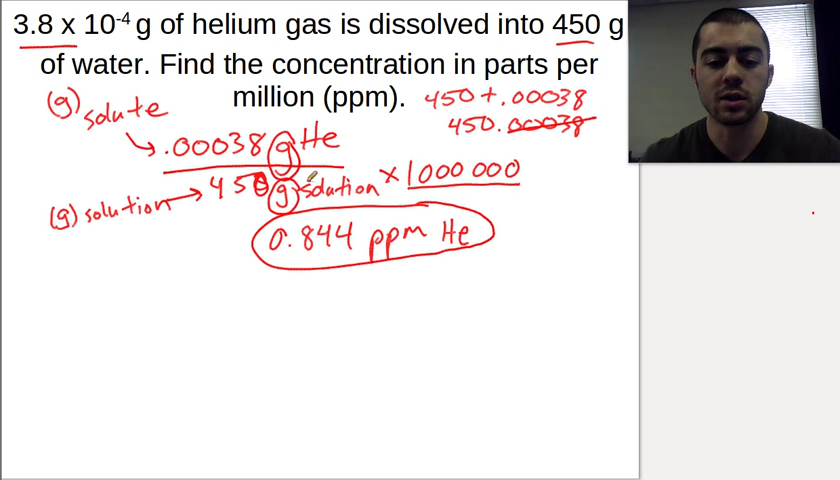 3.8 x 10⁻⁴ g of helium gas is dissolved into 450 g
of water. Find the concentration in parts per
million (ppm).
450 + .00038
450.00038
(g) solute
.00038 g He
(g) solution → 450 g solution × 1000 000
0.844 ppm He